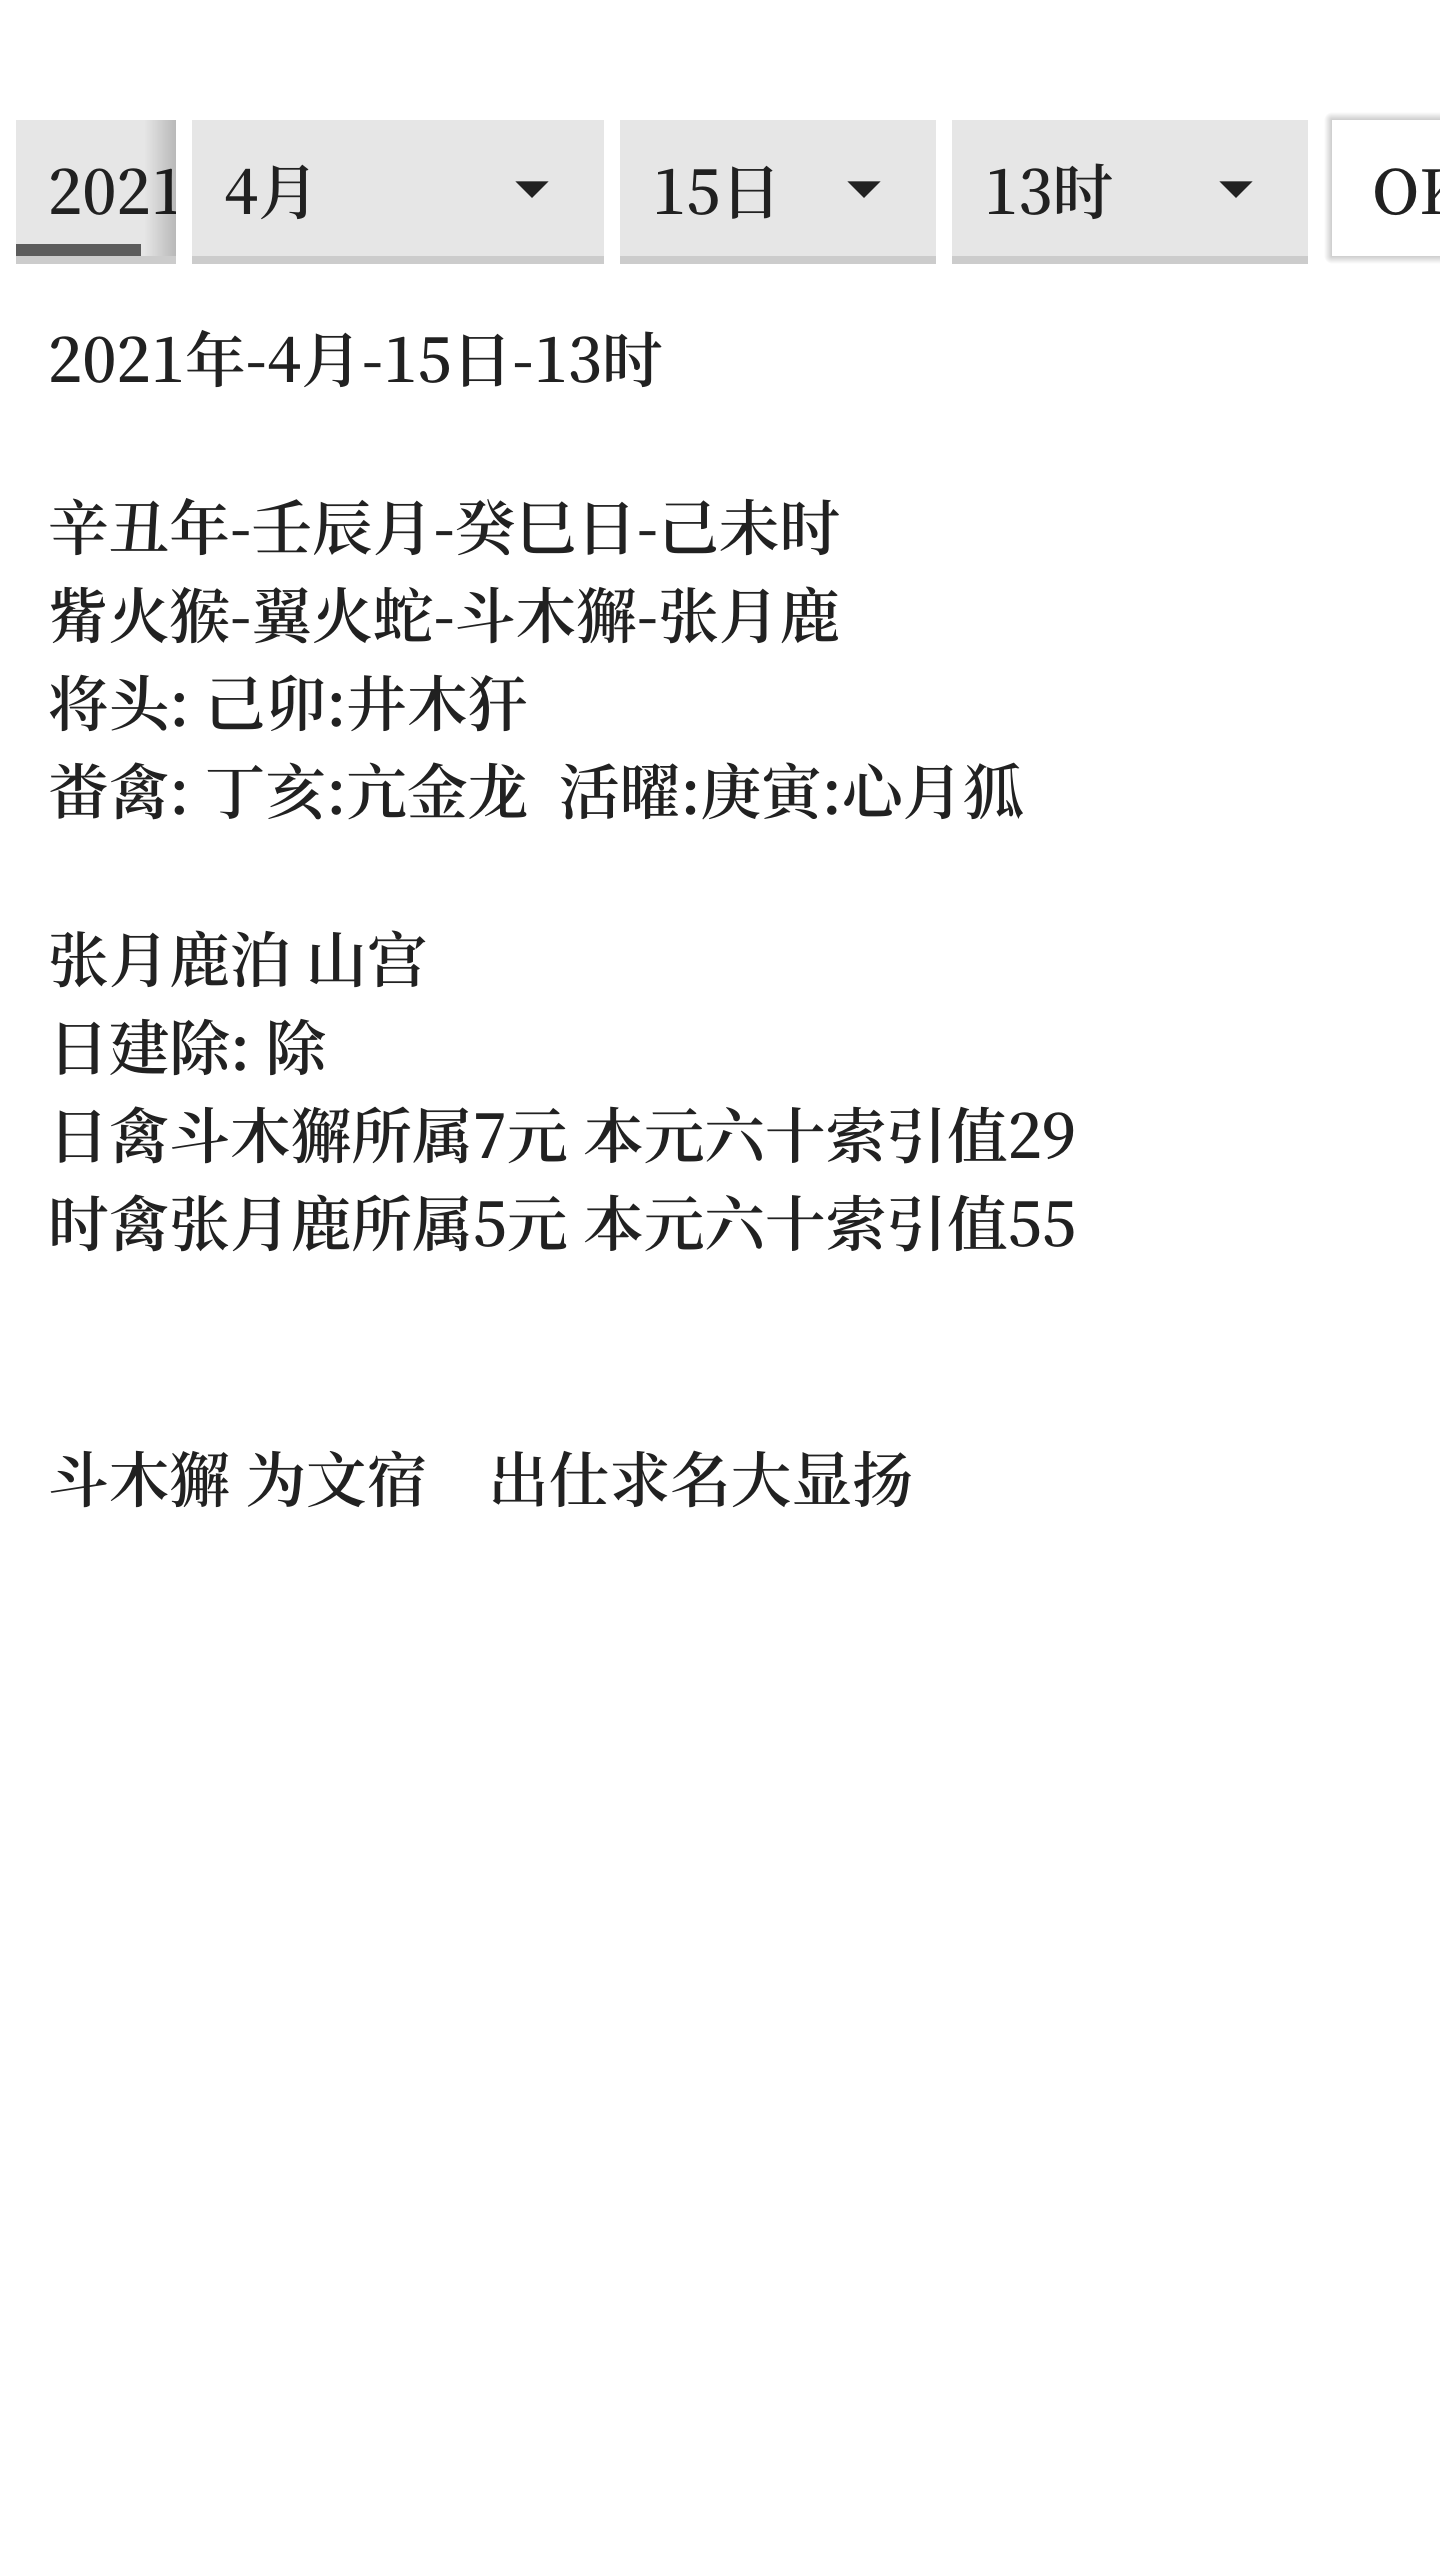 2021 4月 15日 13时 OK
2021年-4月-15日-13时
辛丑年-壬辰月-癸巳日-己未时
觜火猴-翼火蛇-斗木獬-张月鹿
将头: 己卯:井木犴
畨禽: 丁亥:亢金龙 活曜:庚寅:心月狐
张月鹿泊 山宫
日建除: 除
日禽斗木獬所属7元 本元六十索引值29
时禽张月鹿所属5元 本元六十索引值55
斗木獬 为文宿 出仕求名大显扬